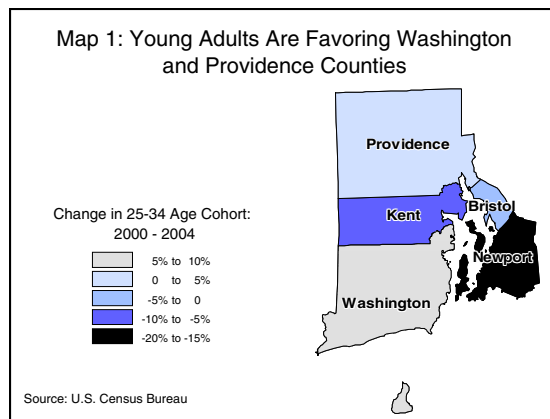 Map 1: Young Adults Are Favoring Washington
and Providence Counties
Providence
Bristol
Kent
Newport
Washington
Change in 25-34 Age Cohort:
2000 - 2004
5% to 10%
0 to 5%
-5% to 0
-10% to -5%
-20% to -15%
Source: U.S. Census Bureau